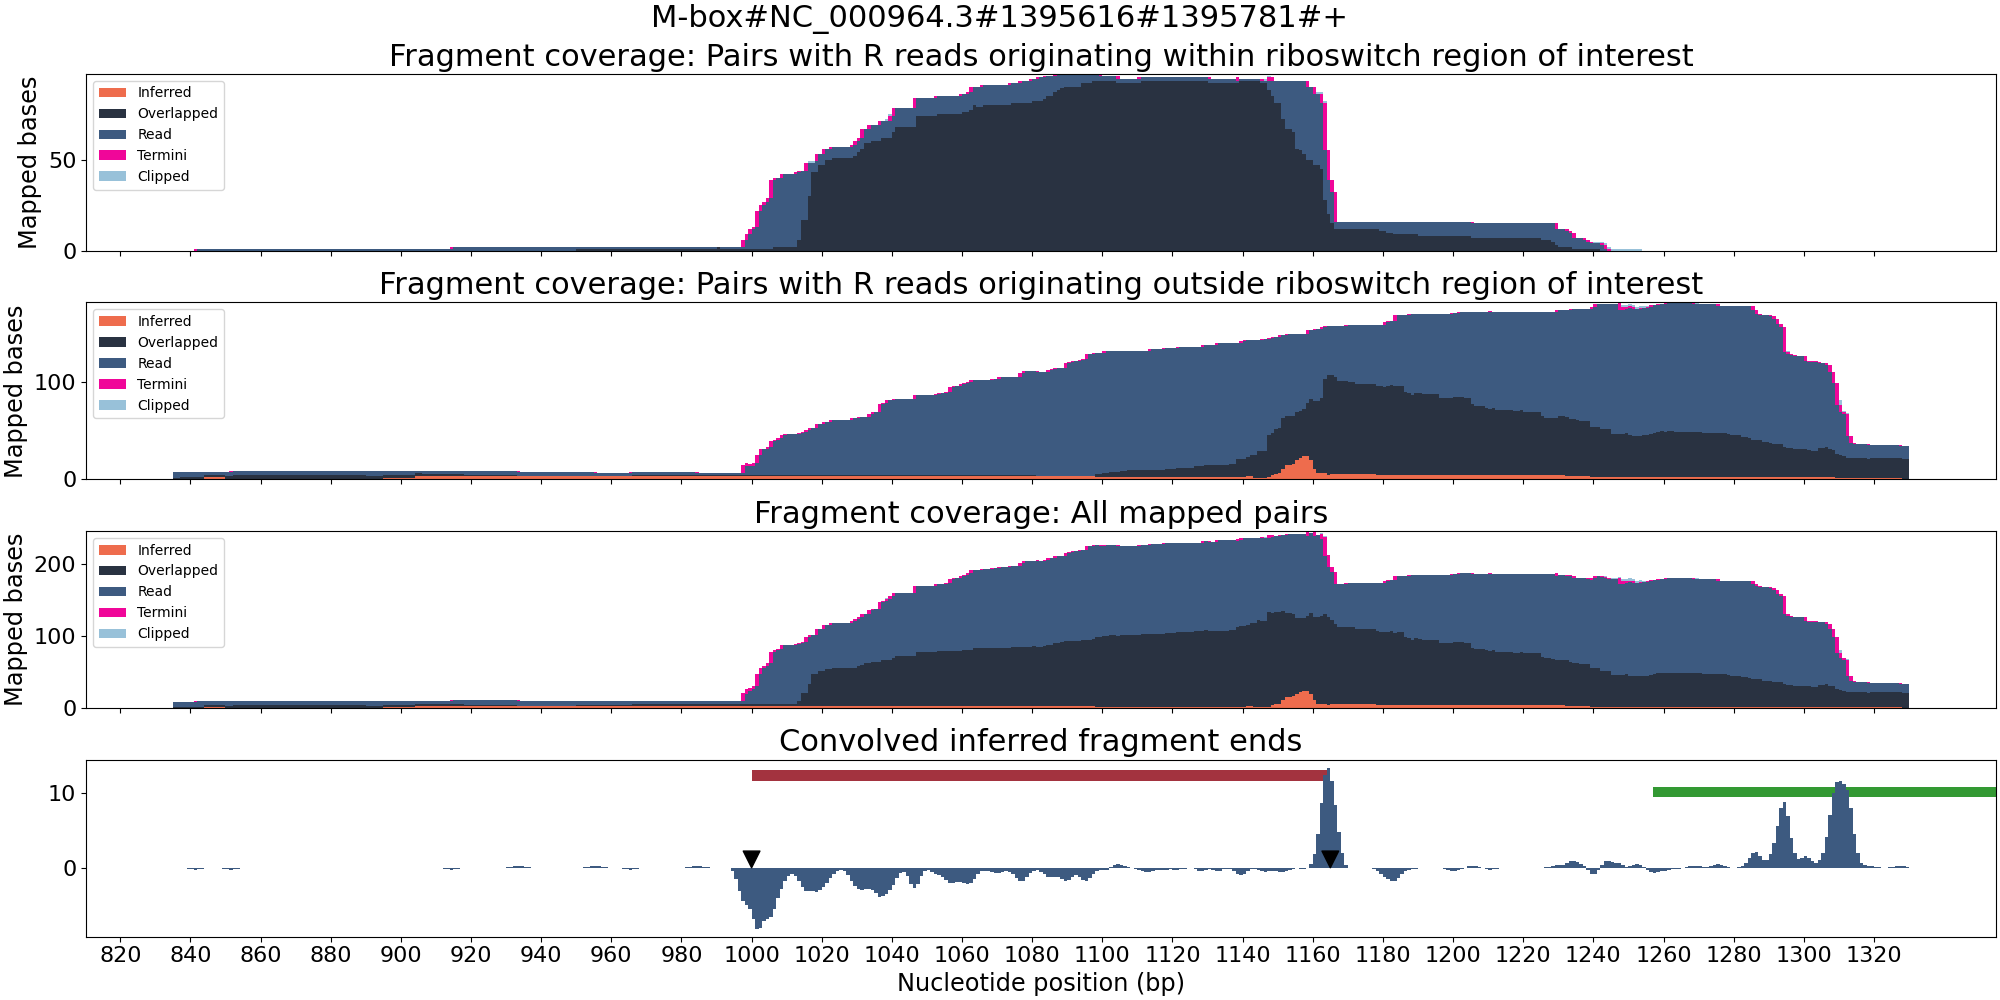 M-box#NC_000964.3#1395616#1395781#+
Fragment coverage: Pairs with R reads originating within riboswitch region of interest
Mapped bases
50
0
Inferred
Overlapped
Read
Termini
Clipped
Fragment coverage: Pairs with R reads originating outside riboswitch region of interest
Mapped bases
100
0
Inferred
Overlapped
Read
Termini
Clipped
Fragment coverage: All mapped pairs
Mapped bases
200
100
0
Inferred
Overlapped
Read
Termini
Clipped
Convolved inferred fragment ends
10
0
820 840 860 880 900 920 940 960 980 1000 1020 1040 1060 1080 1100 1120 1140 1160 1180 1200 1220 1240 1260 1280 1300 1320
Nucleotide position (bp)